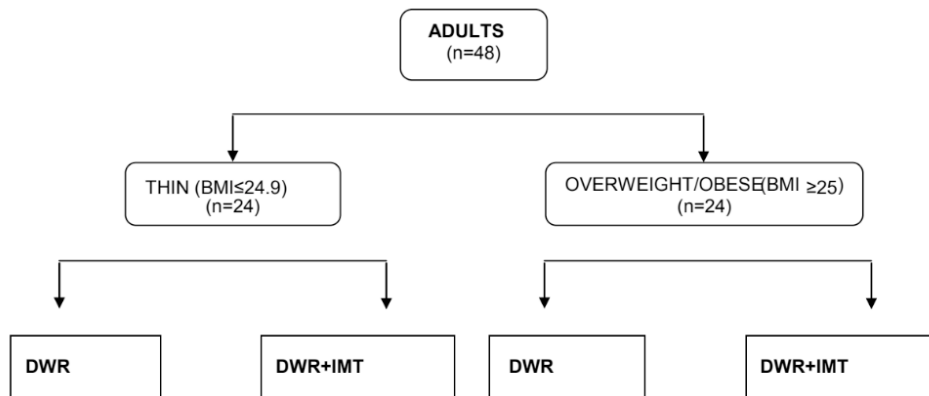 ADULTS
(n=48)
THIN (BMI≤24.9)
(n=24)
OVERWEIGHT/OBESE(BMI ≥25)
(n=24)
DWR
DWR+IMT
DWR
DWR+IMT